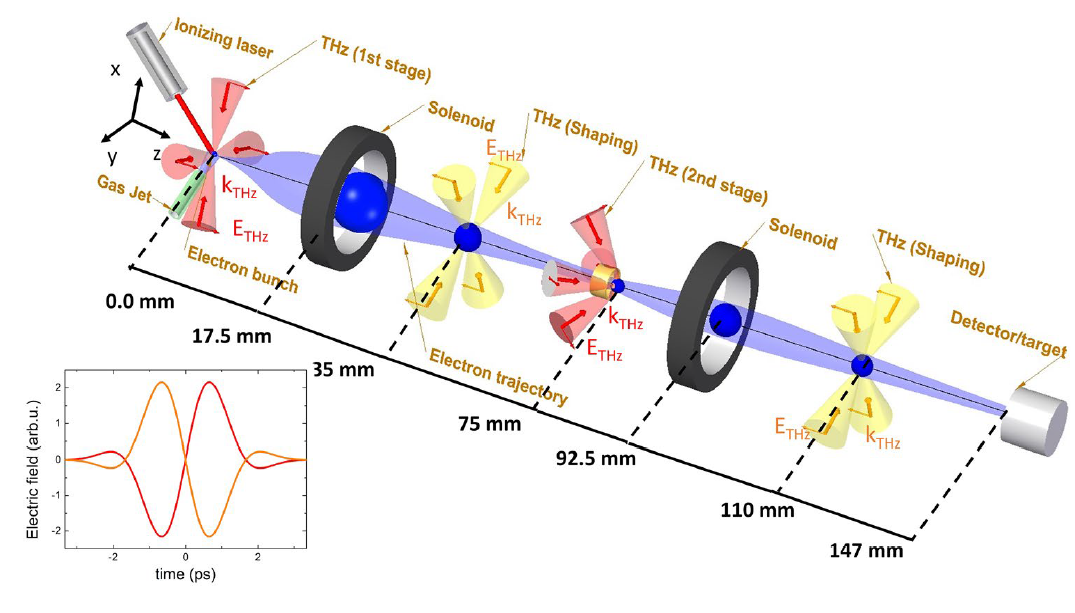 Ionizing laser
THz (1st stage)
x
y
z
Solenoid
THz (Shaping)
E_THz
k_THz
THz (2nd stage)
Gas Jet
k_THz
E_THz
Electron bunch
Solenoid
THz (Shaping)
Detector/target
0.0 mm
17.5 mm
35 mm
Electron trajectory
k_THz
E_THz
75 mm
92.5 mm
E_THz
k_THz
110 mm
147 mm
Electric field (arb.u.)
2
1
0
-1
-2
-2
0
2
time (ps)